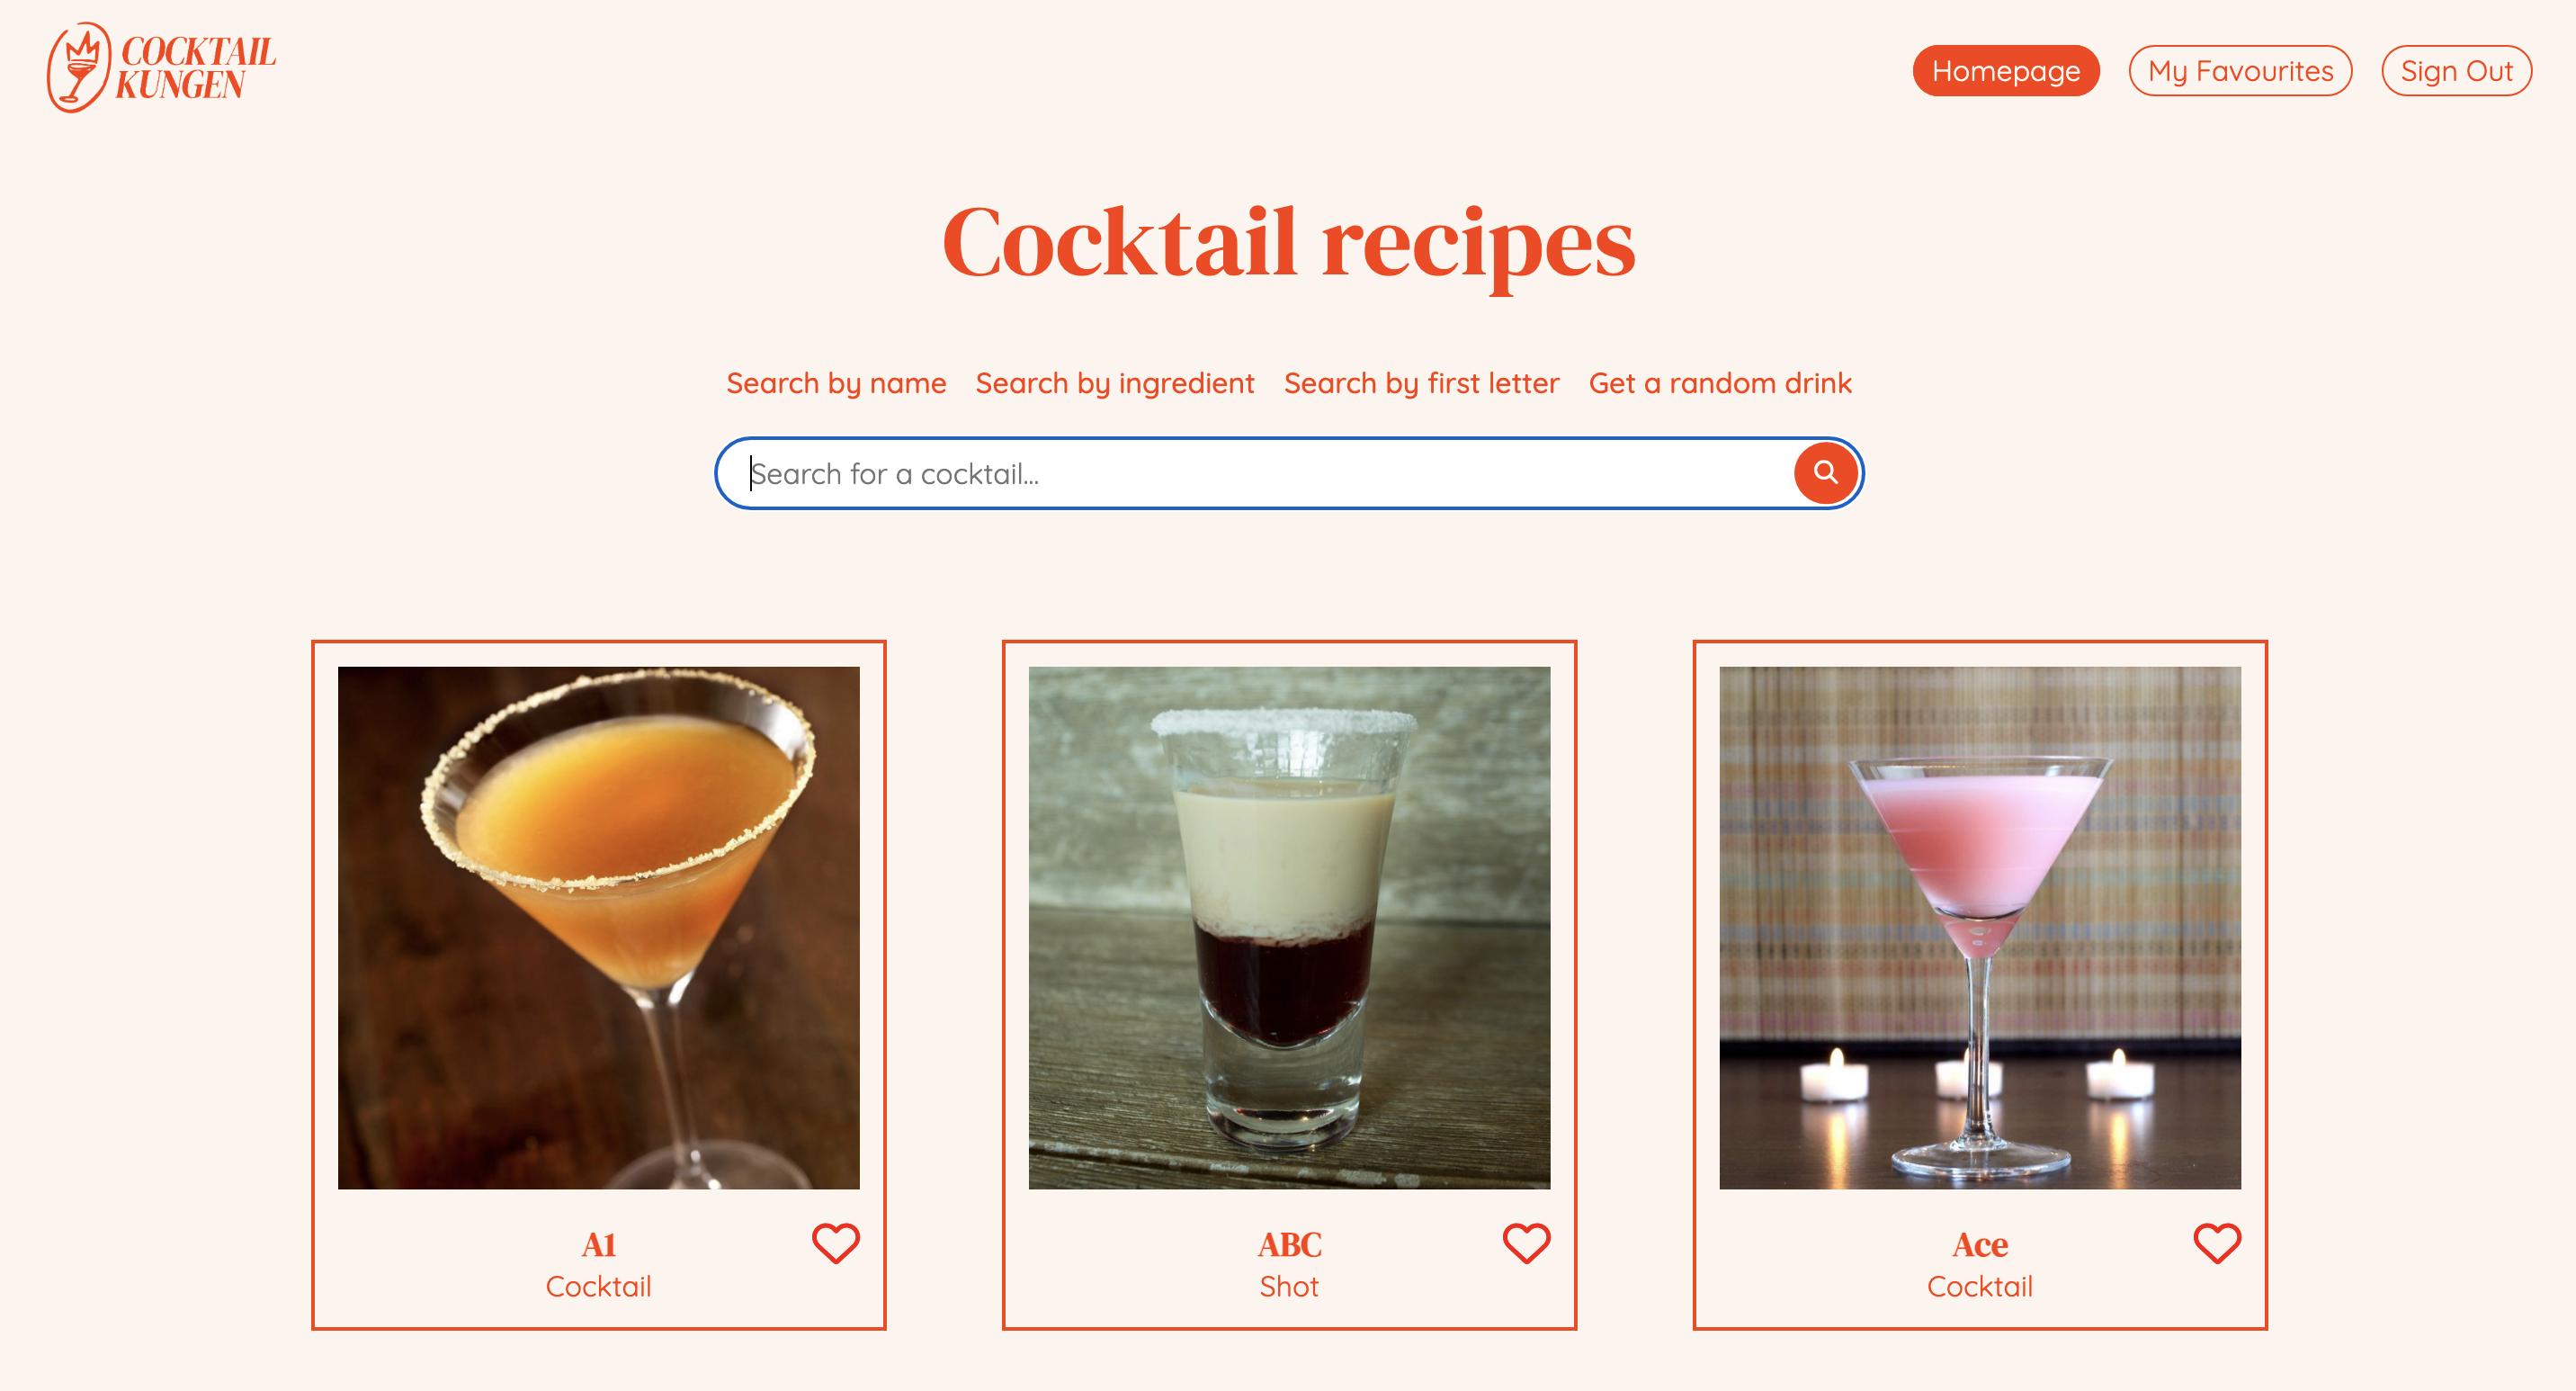 COCKTAIL
KUNGEN
Homepage
My Favourites
Sign Out
Cocktail recipes
Search by name
Search by ingredient
Search by first letter
Get a random drink
Search for a cocktail...
A1
Cocktail
ABC
Shot
Ace
Cocktail